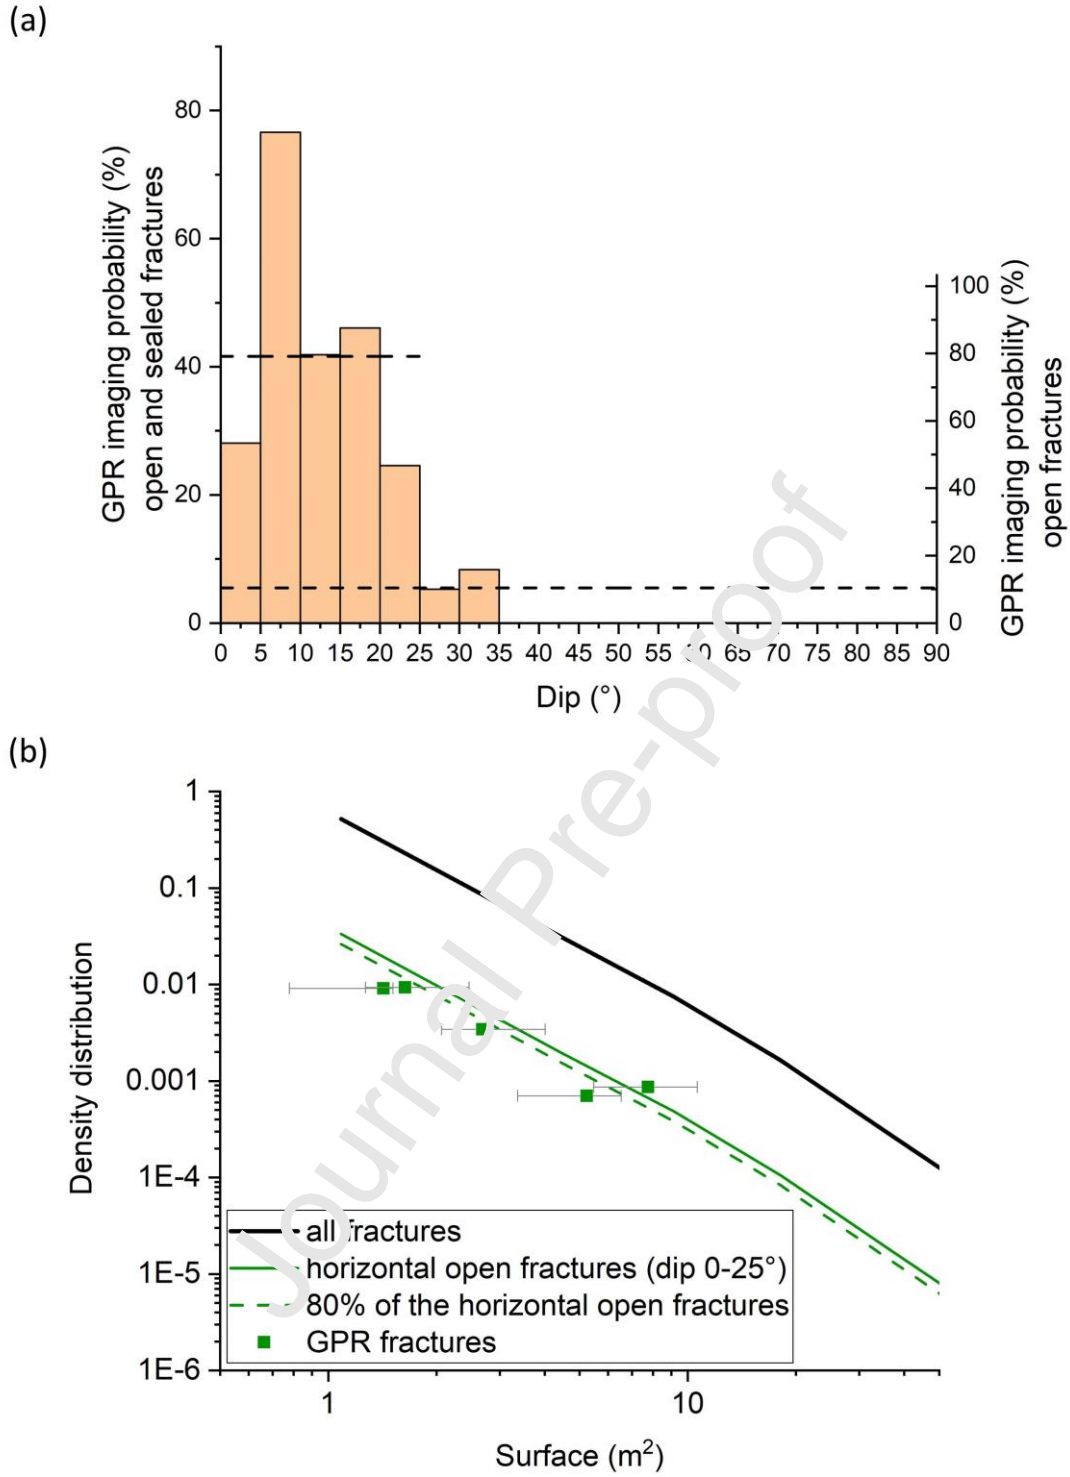 (a)
GPR imaging probability (%)
open and sealed fractures
80
60
40
20
0
100
80
60
40
20
0
GPR imaging probability (%)
open fractures
0 5 10 15 20 25 30 35 40 45 50 55 60 65 70 75 80 85 90
Dip (°)
(b)
Density distribution
1
0.1
0.01
0.001
1E-4
1E-5
1E-6
all fractures
horizontal open fractures (dip 0-25°)
80% of the horizontal open fractures
GPR fractures
1 10
Surface (m²)
Journal Pre-proof